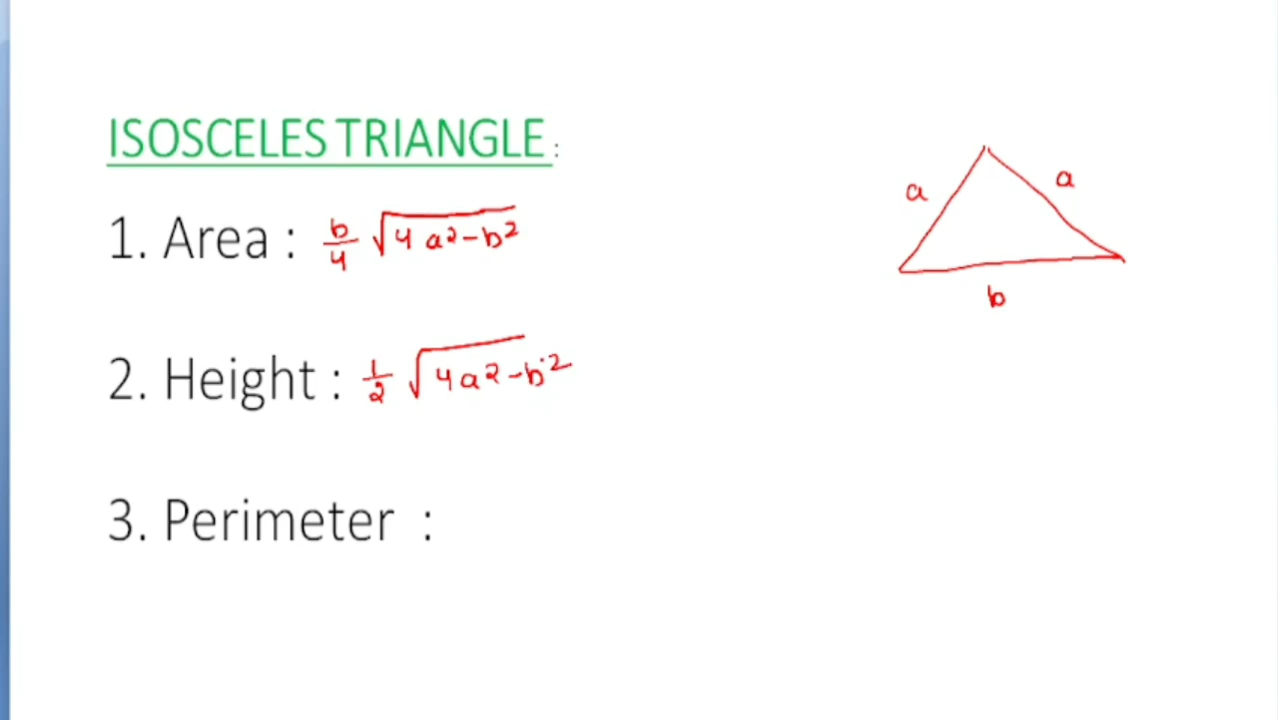 ISOSCELES TRIANGLE :
1. Area : b/4 √(4a²-b²)
a
a
b
2. Height : 1/2 √(4a²-b²)
3. Perimeter :